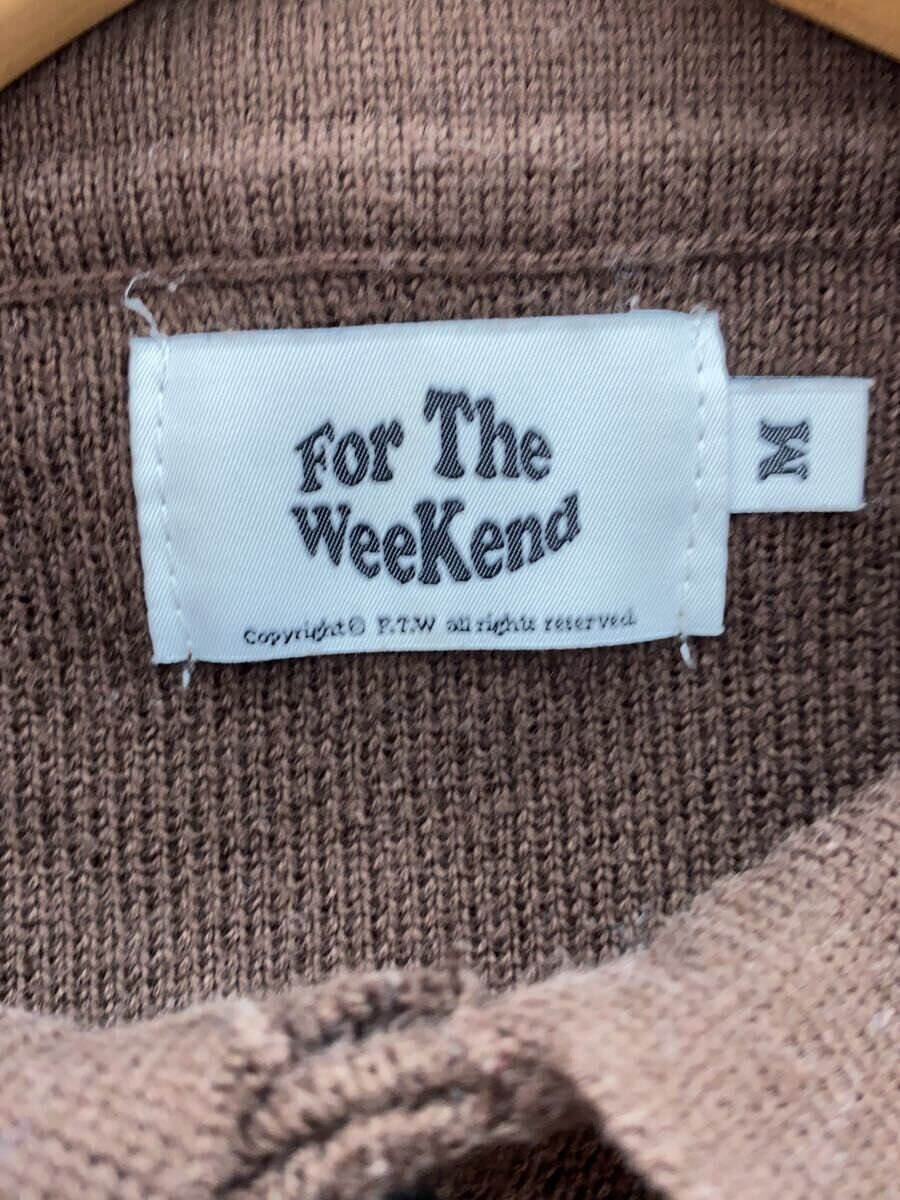 For The
WeeKend
Copyright© F.T.W all rights reserved.
M